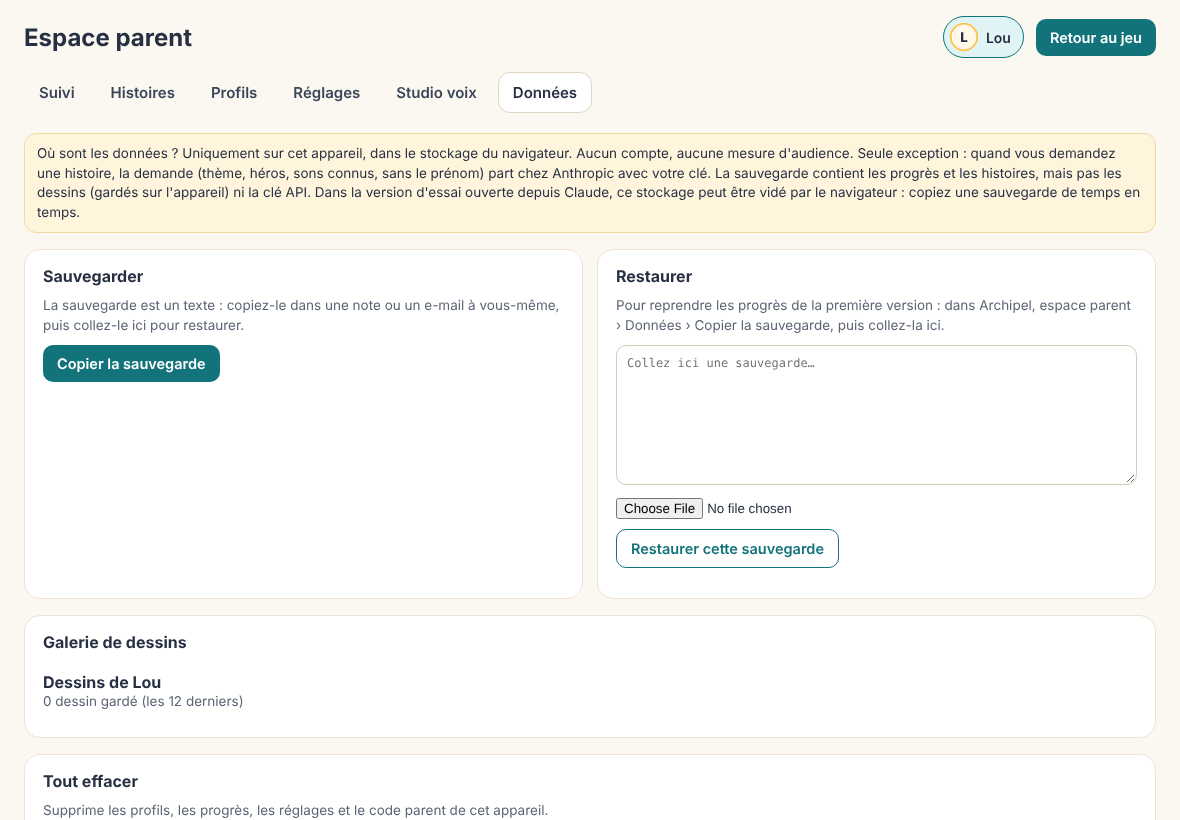 Espace parent
L
Lou
Retour au jeu
Suivi
Histoires
Profils
Réglages
Studio voix
Données
Où sont les données ? Uniquement sur cet appareil, dans le stockage du navigateur. Aucun compte, aucune mesure d'audience. Seule exception : quand vous demandez
une histoire, la demande (thème, héros, sons connus, sans le prénom) part chez Anthropic avec votre clé. La sauvegarde contient les progrès et les histoires, mais pas les
dessins (gardés sur l'appareil) ni la clé API. Dans la version d'essai ouverte depuis Claude, ce stockage peut être vidé par le navigateur : copiez une sauvegarde de temps en
temps.
Sauvegarder
La sauvegarde est un texte : copiez-le dans une note ou un e-mail à vous-même,
puis collez-le ici pour restaurer.
Copier la sauvegarde
Restaurer
Pour reprendre les progrès de la première version : dans Archipel, espace parent
› Données › Copier la sauvegarde, puis collez-la ici.
Collez ici une sauvegarde…
Choose File No file chosen
Restaurer cette sauvegarde
Galerie de dessins
Dessins de Lou
0 dessin gardé (les 12 derniers)
Tout effacer
Supprime les profils, les progrès, les réglages et le code parent de cet appareil.